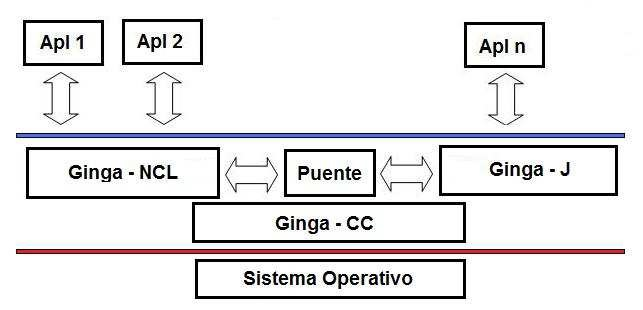 Apl 1
Apl 2
Apl n
Ginga - NCL
Puente
Ginga - J
Ginga - CC
Sistema Operativo